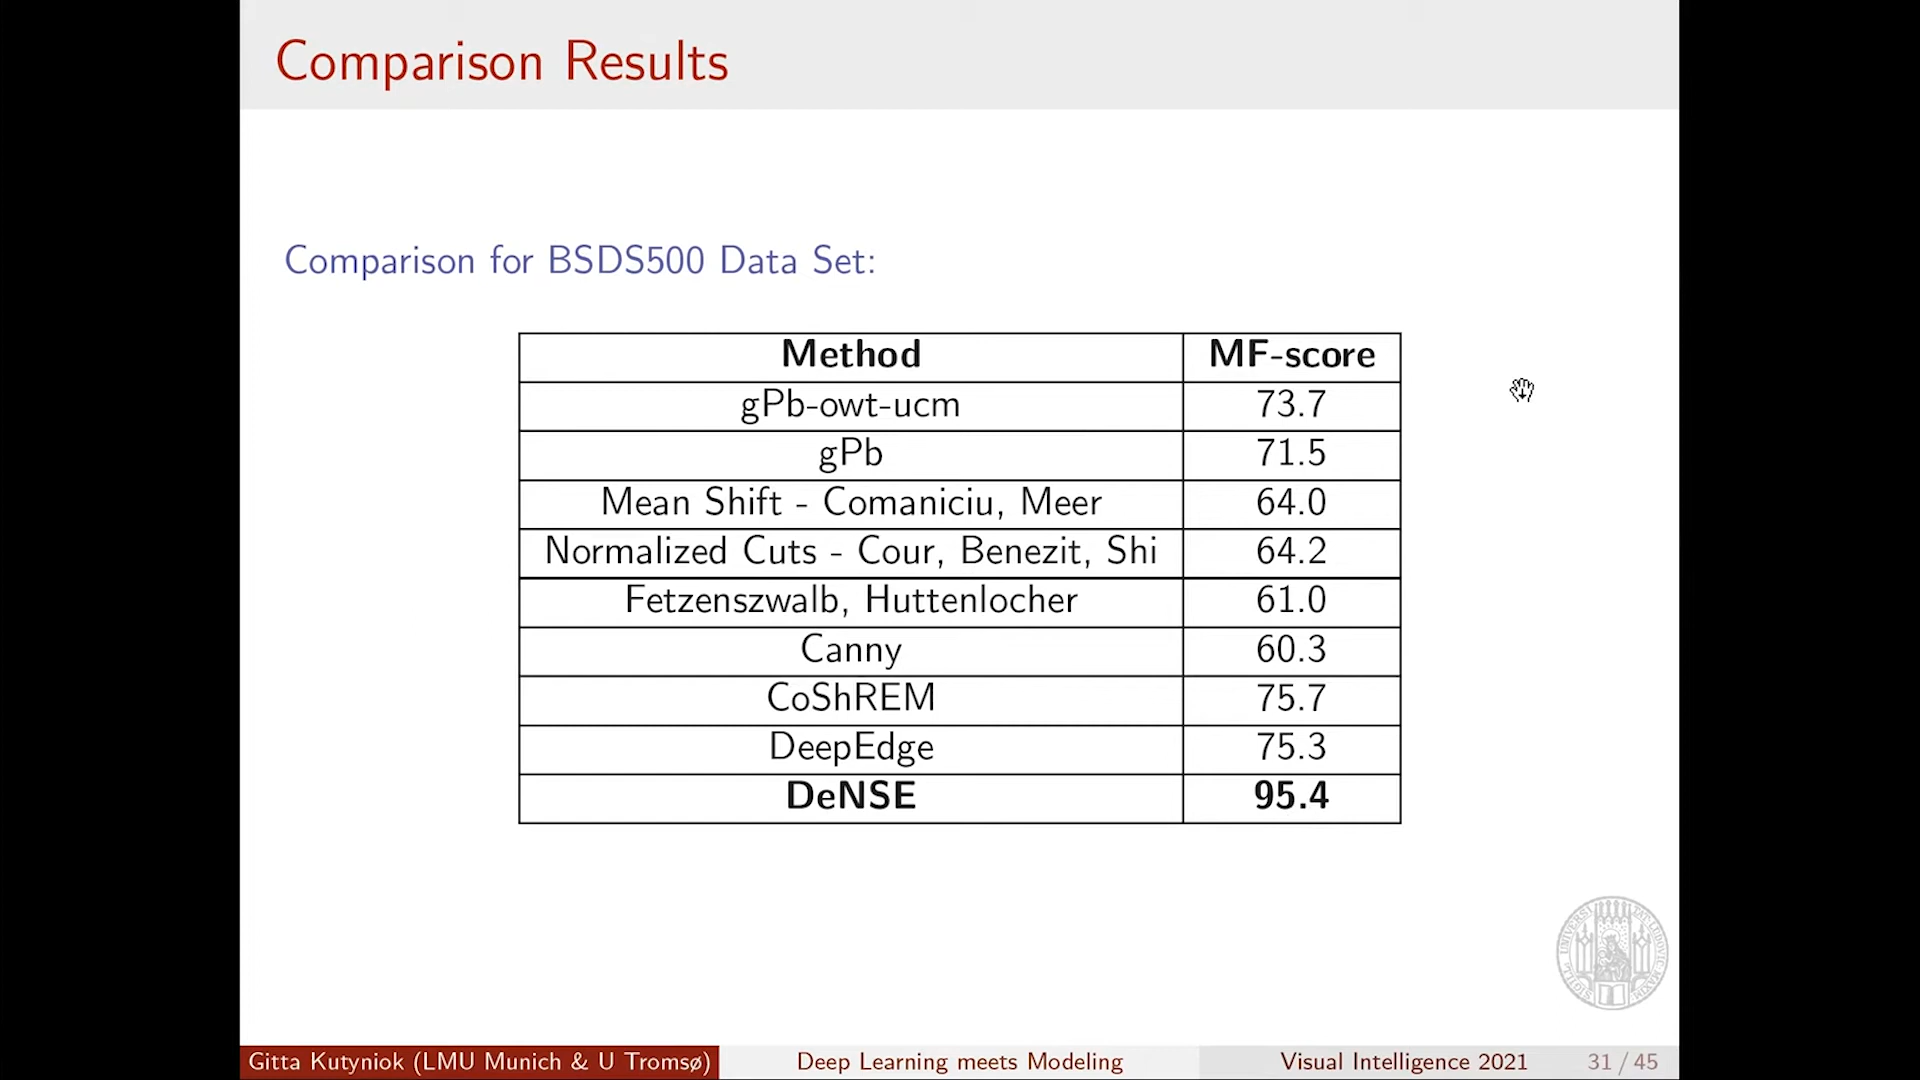 Comparison Results
Comparison for BSDS500 Data Set:
Method MF-score
gPb-owt-ucm 73.7
gPb 71.5
Mean Shift - Comaniciu, Meer 64.0
Normalized Cuts - Cour, Benezit, Shi 64.2
Fetzenszwalb, Huttenlocher 61.0
Canny 60.3
CoShREM 75.7
DeepEdge 75.3
DeNSE 95.4
Gitta Kutyniok (LMU Munich & U Tromsø) Deep Learning meets Modeling Visual Intelligence 2021 31 / 45